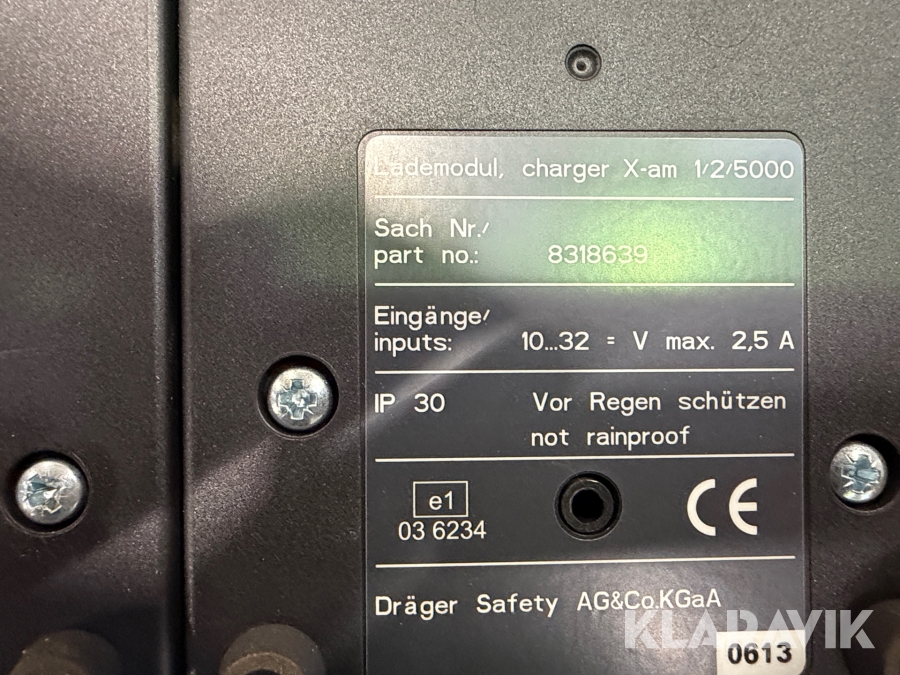 Lademodul, charger X-am 1/2/5000
Sach Nr./
part no.: 8318639
Eingänge/
inputs: 10...32 = V max. 2,5 A
IP 30 Vor Regen schützen
not rainproof
e1
03 6234
CE
Dräger Safety AG&Co.KGaA
KLARAVIK
0613